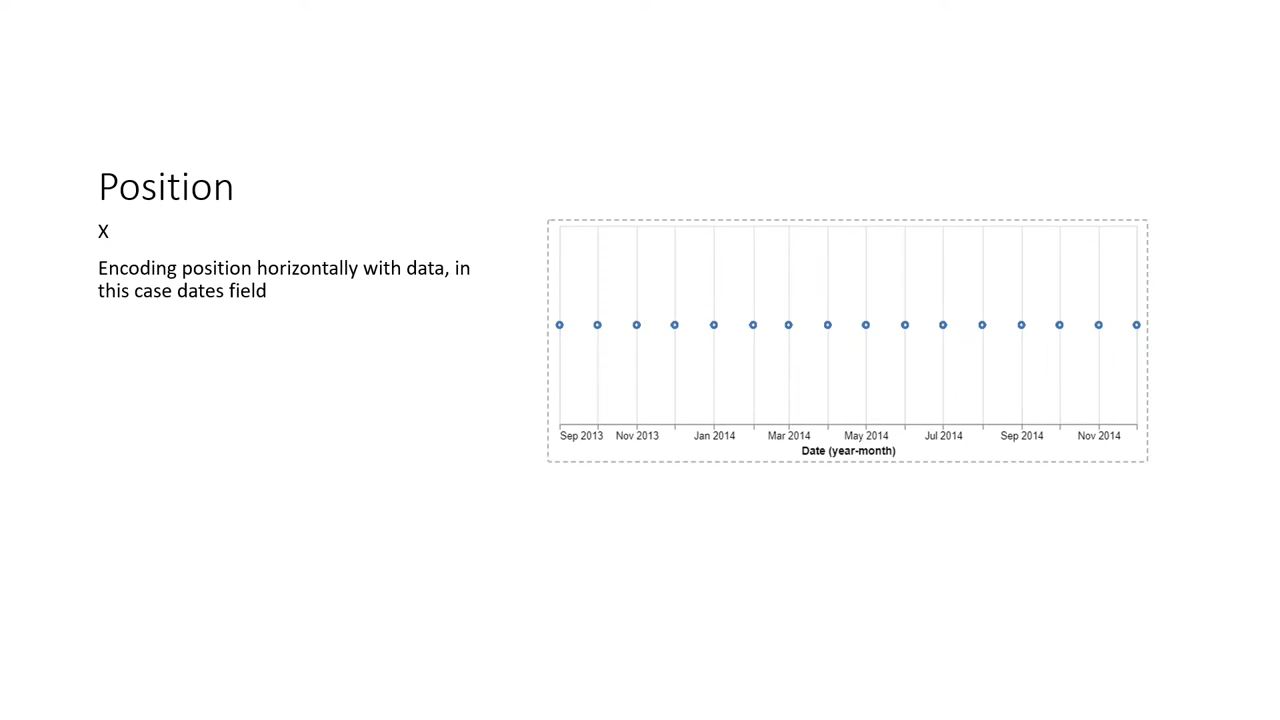 Position
X
Encoding position horizontally with data, in
this case dates field
Sep 2013 Nov 2013 Jan 2014 Mar 2014 May 2014 Jul 2014 Sep 2014 Nov 2014
Date (year-month)